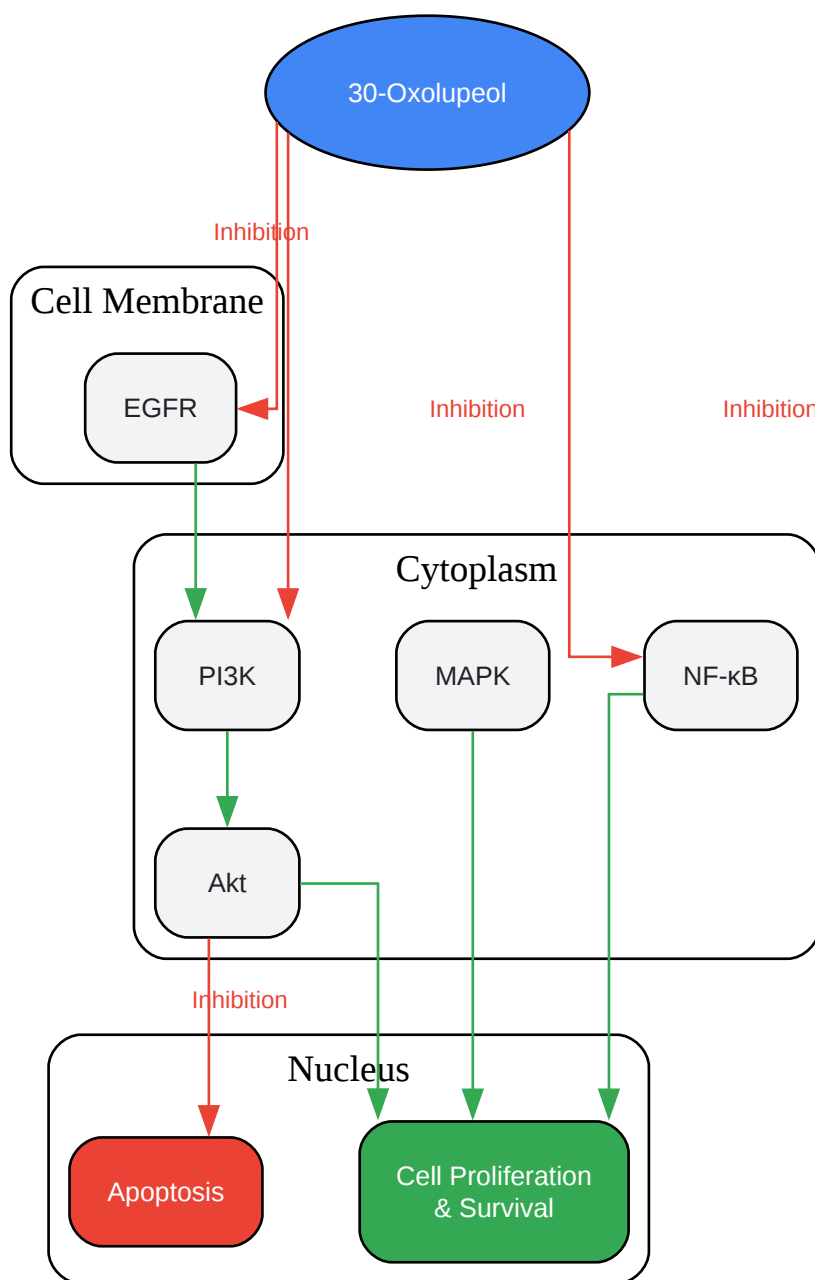 30-Oxolupeol
Inhibition
Cell Membrane
EGFR
Inhibition
Inhibition
Cytoplasm
PI3K
MAPK
NF-κB
Akt
Inhibition
Nucleus
Apoptosis
Cell Proliferation
& Survival